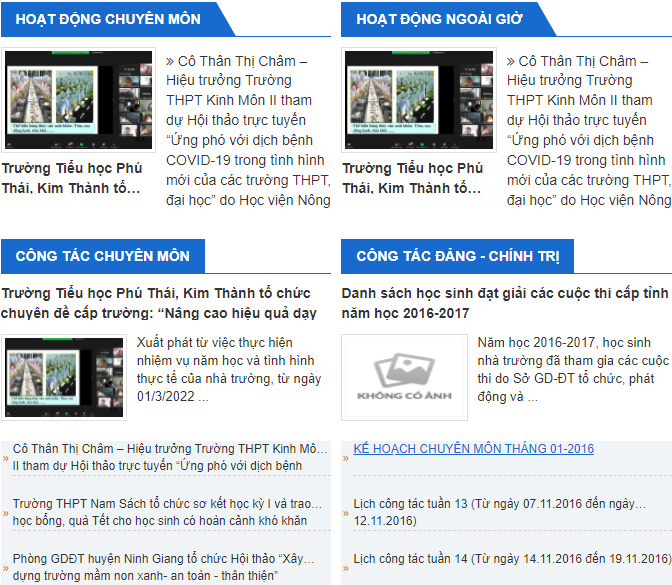 HOẠT ĐỘNG CHUYÊN MÔN
Trường Tiểu học Phú
Thái, Kim Thành tổ…
» Cô Thân Thị Châm –
Hiệu trưởng Trường
THPT Kinh Môn II tham
dự Hội thảo trực tuyến
“Ứng phó với dịch bệnh
COVID-19 trong tình hình
mới của các trường THPT,
đại học” do Học viện Nông
HOẠT ĐỘNG NGOÀI GIỜ
Trường Tiểu học Phú
Thái, Kim Thành tổ…
» Cô Thân Thị Châm –
Hiệu trưởng Trường
THPT Kinh Môn II tham
dự Hội thảo trực tuyến
“Ứng phó với dịch bệnh
COVID-19 trong tình hình
mới của các trường THPT,
đại học” do Học viện Nông
CÔNG TÁC CHUYÊN MÔN
Trường Tiểu học Phú Thái, Kim Thành tổ chức
chuyên đề cấp trường: “Nâng cao hiệu quả dạy
Xuất phát từ việc thực hiện
nhiệm vụ năm học và tình hình
thực tế của nhà trường, từ ngày
01/3/2022 ...
» Cô Thân Thị Châm – Hiệu trưởng Trường THPT Kinh Mô…
II tham dự Hội thảo trực tuyến “Ứng phó với dịch bệnh
» Trường THPT Nam Sách tổ chức sơ kết học kỳ I và trao…
học bổng, quà Tết cho học sinh có hoàn cảnh khó khăn
» Phòng GDĐT huyện Ninh Giang tổ chức Hội thảo “Xây…
dựng trường mầm non xanh- an toàn - thân thiện”
CÔNG TÁC ĐẢNG - CHÍNH TRỊ
Danh sách học sinh đạt giải các cuộc thi cấp tỉnh
năm học 2016-2017
KHÔNG CÓ ẢNH
Năm học 2016-2017, học sinh
nhà trường đã tham gia các cuộc
thi do Sở GD-ĐT tổ chức, phát
động và ...
» KẾ HOẠCH CHUYÊN MÔN THÁNG 01-2016
» Lịch công tác tuần 13 (Từ ngày 07.11.2016 đến ngày…
12.11.2016)
» Lịch công tác tuần 14 (Từ ngày 14.11.2016 đến 19.11.2016)